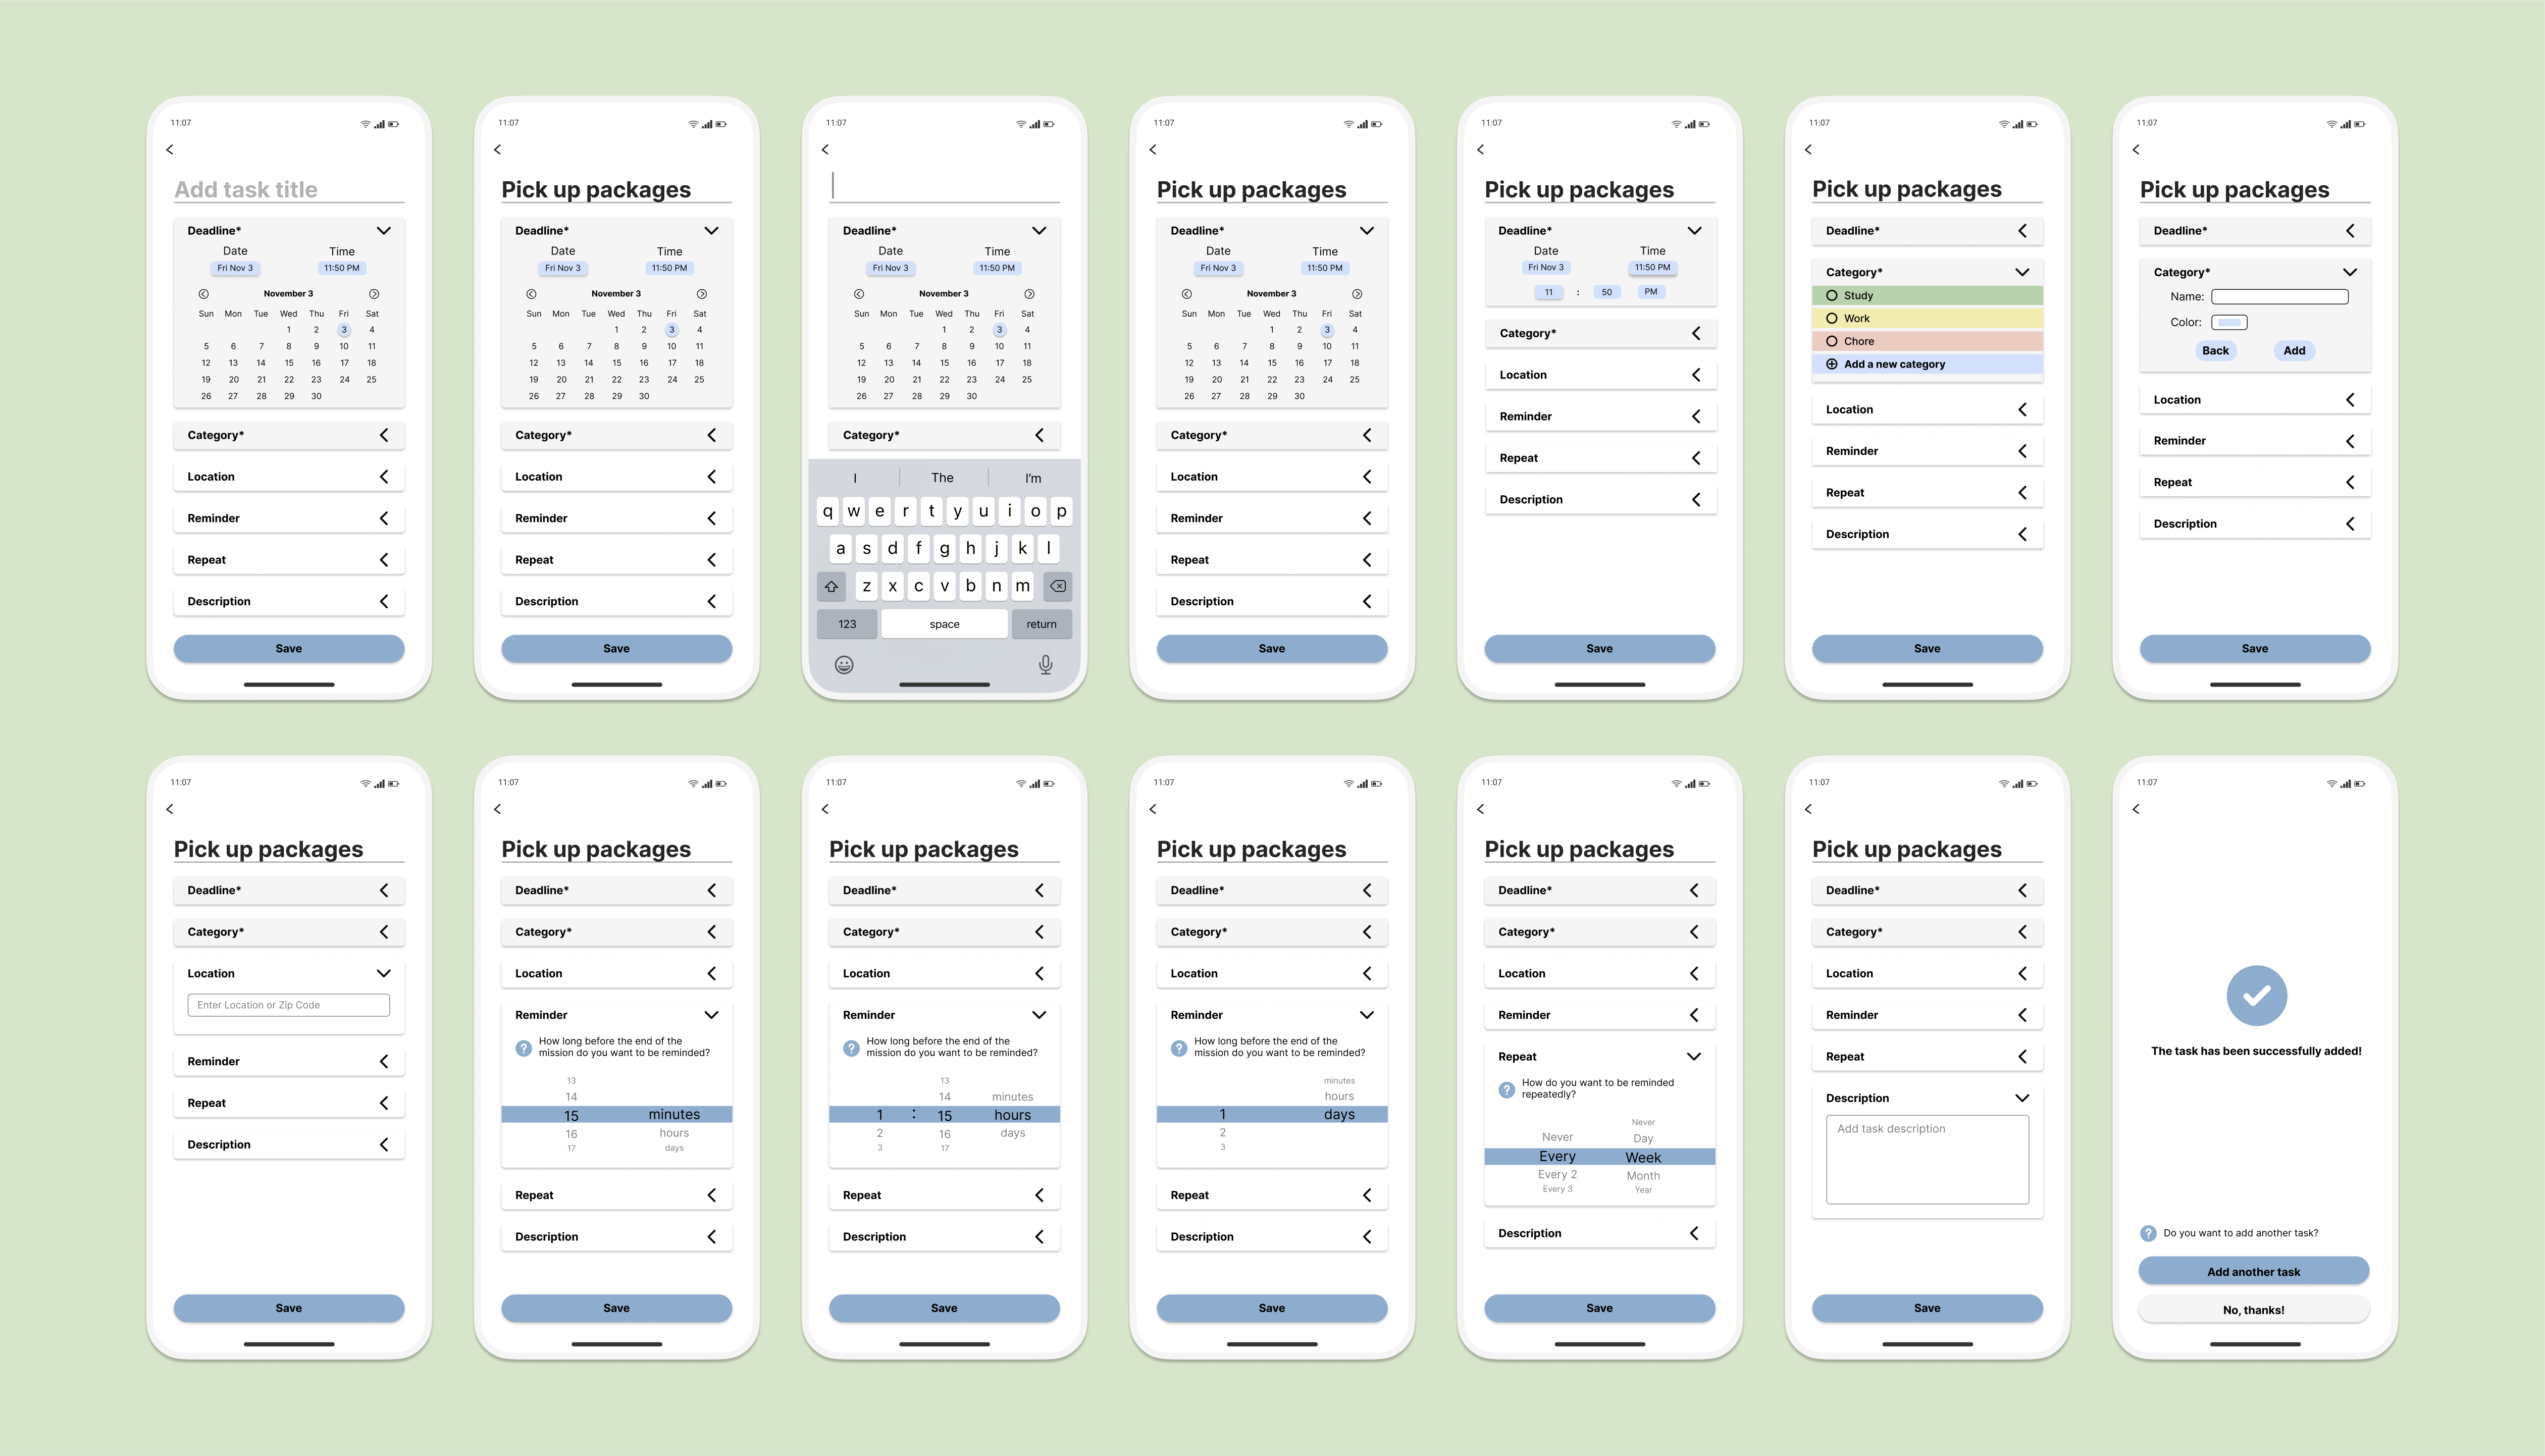 11:07
Add task title
Deadline*
Date Time
Fri Nov 3 11:50 PM
November 3
Sun Mon Tue Wed Thu Fri Sat
1 2 3 4
5 6 7 8 9 10 11
12 13 14 15 16 17 18
19 20 21 22 23 24 25
26 27 28 29 30
Category*
Location
Reminder
Repeat
Description
Save
11:07
Pick up packages
Deadline*
Date Time
Fri Nov 3 11:50 PM
November 3
Sun Mon Tue Wed Thu Fri Sat
1 2 3 4
5 6 7 8 9 10 11
12 13 14 15 16 17 18
19 20 21 22 23 24 25
26 27 28 29 30
Category*
Location
Reminder
Repeat
Description
Save
11:07
Deadline*
Date Time
Fri Nov 3 11:50 PM
November 3
Sun Mon Tue Wed Thu Fri Sat
1 2 3 4
5 6 7 8 9 10 11
12 13 14 15 16 17 18
19 20 21 22 23 24 25
26 27 28 29 30
Category*
I The I'm
q w e r t y u i o p
a s d f g h j k l
z x c v b n m
123 space return
11:07
Pick up packages
Deadline*
Date Time
Fri Nov 3 11:50 PM
November 3
Sun Mon Tue Wed Thu Fri Sat
1 2 3 4
5 6 7 8 9 10 11
12 13 14 15 16 17 18
19 20 21 22 23 24 25
26 27 28 29 30
Category*
Location
Reminder
Repeat
Description
Save
11:07
Pick up packages
Deadline*
Date Time
Fri Nov 3 11:50 PM
11 : 50 PM
Category*
Location
Reminder
Repeat
Description
Save
11:07
Pick up packages
Deadline*
Category*
Study
Work
Chore
Add a new category
Location
Reminder
Repeat
Description
Save
11:07
Pick up packages
Deadline*
Category*
Name:
Color:
Back Add
Location
Reminder
Repeat
Description
Save
11:07
Pick up packages
Deadline*
Category*
Location
Enter Location or Zip Code
Reminder
Repeat
Description
Save
11:07
Pick up packages
Deadline*
Category*
Location
Reminder
? How long before the end of the
mission do you want to be reminded?
13
14
15 minutes
16 hours
17 days
Repeat
Description
Save
11:07
Pick up packages
Deadline*
Category*
Location
Reminder
? How long before the end of the
mission do you want to be reminded?
13
14 minutes
1 : 15 hours
2 16 days
3 17
Repeat
Description
Save
11:07
Pick up packages
Deadline*
Category*
Location
Reminder
? How long before the end of the
mission do you want to be reminded?
minutes
hours
1 days
2
3
Repeat
Description
Save
11:07
Pick up packages
Deadline*
Category*
Location
Reminder
Repeat
? How do you want to be reminded
repeatedly?
Never
Never Day
Every Week
Every 2 Month
Every 3 Year
Description
Save
11:07
Pick up packages
Deadline*
Category*
Location
Reminder
Repeat
Description
Add task description
Save
11:07
The task has been successfully added!
? Do you want to add another task?
Add another task
No, thanks!